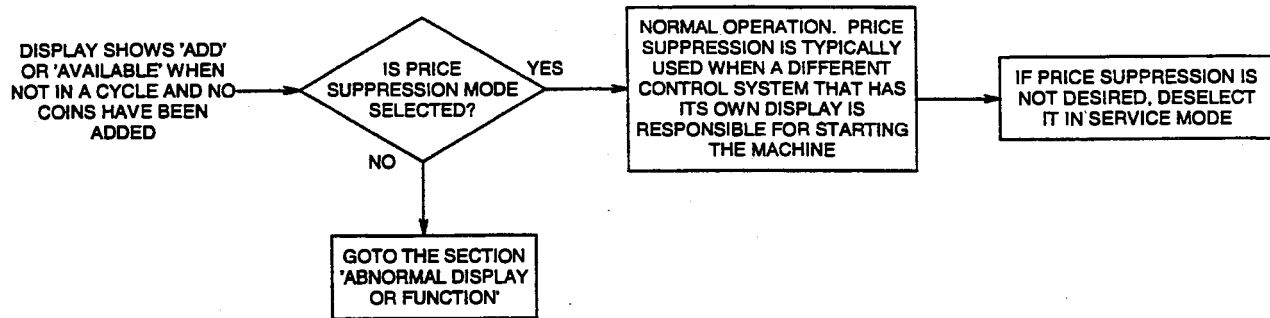 DISPLAY SHOWS 'ADD'
OR 'AVAILABLE' WHEN
NOT IN A CYCLE AND NO
COINS HAVE BEEN
ADDED
IS PRICE
SUPPRESSION MODE
SELECTED?
YES
NO
NORMAL OPERATION. PRICE
SUPPRESSION IS TYPICALLY
USED WHEN A DIFFERENT
CONTROL SYSTEM THAT HAS
ITS OWN DISPLAY IS
RESPONSIBLE FOR STARTING
THE MACHINE
IF PRICE SUPPRESSION IS
NOT DESIRED, DESELECT
IT IN SERVICE MODE
GOTO THE SECTION
'ABNORMAL DISPLAY
OR FUNCTION'